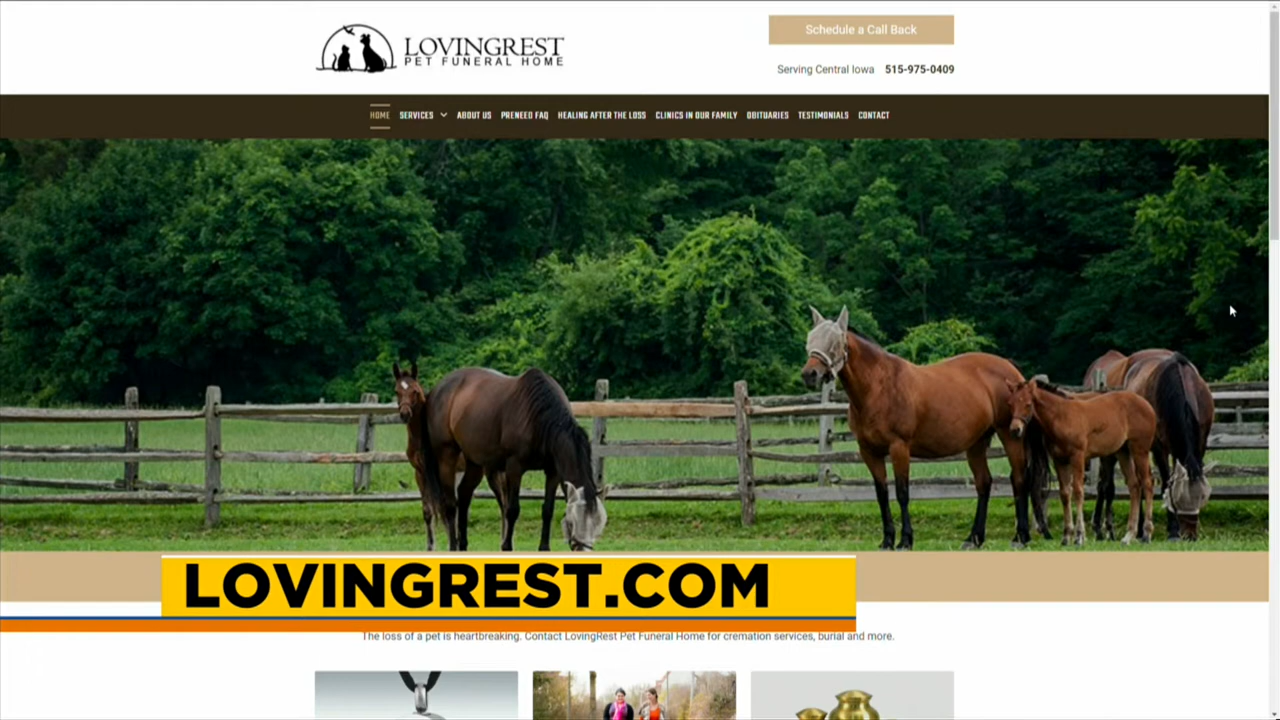 LOVINGREST
PET FUNERAL HOME
Schedule a Call Back
Serving Central Iowa 515-975-0409
HOME SERVICES ABOUT US PRENEED FAQ HEALING AFTER THE LOSS CLINICS IN OUR FAMILY OBITUARIES TESTIMONIALS CONTACT
LOVINGREST.COM
The loss of a pet is heartbreaking. Contact LovingRest Pet Funeral Home for cremation services, burial and more.